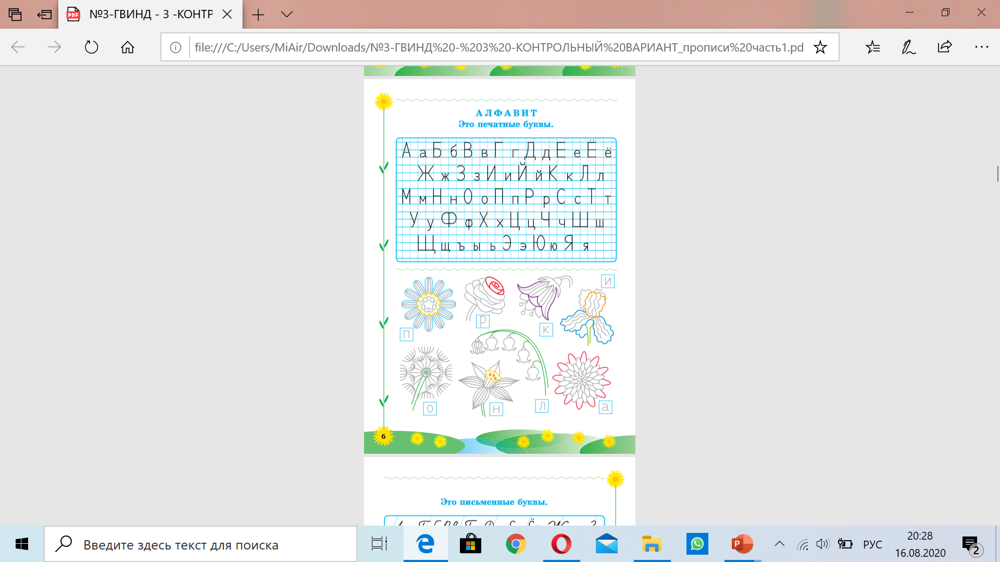 №3-ГВИНД - 3 -КОНТР
file:///C:/Users/MiAir/Downloads/№3-ГВИНД%20-%203%20-КОНТРОЛЬНЫЙ%20ВАРИАНТ_прописи%20часть1.pd
АЛФАВИТ
Это печатные буквы.
А а Б б В в Г г Д д Е е Ё ё
Ж ж З з И и Й й К к Л л
М м Н н О о П п Р р С с Т т
У у Ф ф Х х Ц ц Ч ч Ш ш
Щ щ ъ ы ь Э э Ю ю Я я
И
р
к
п
о
н
л
а
6
Это письменные буквы.
Введите здесь текст для поиска
РУС
20:28
16.08.2020
2